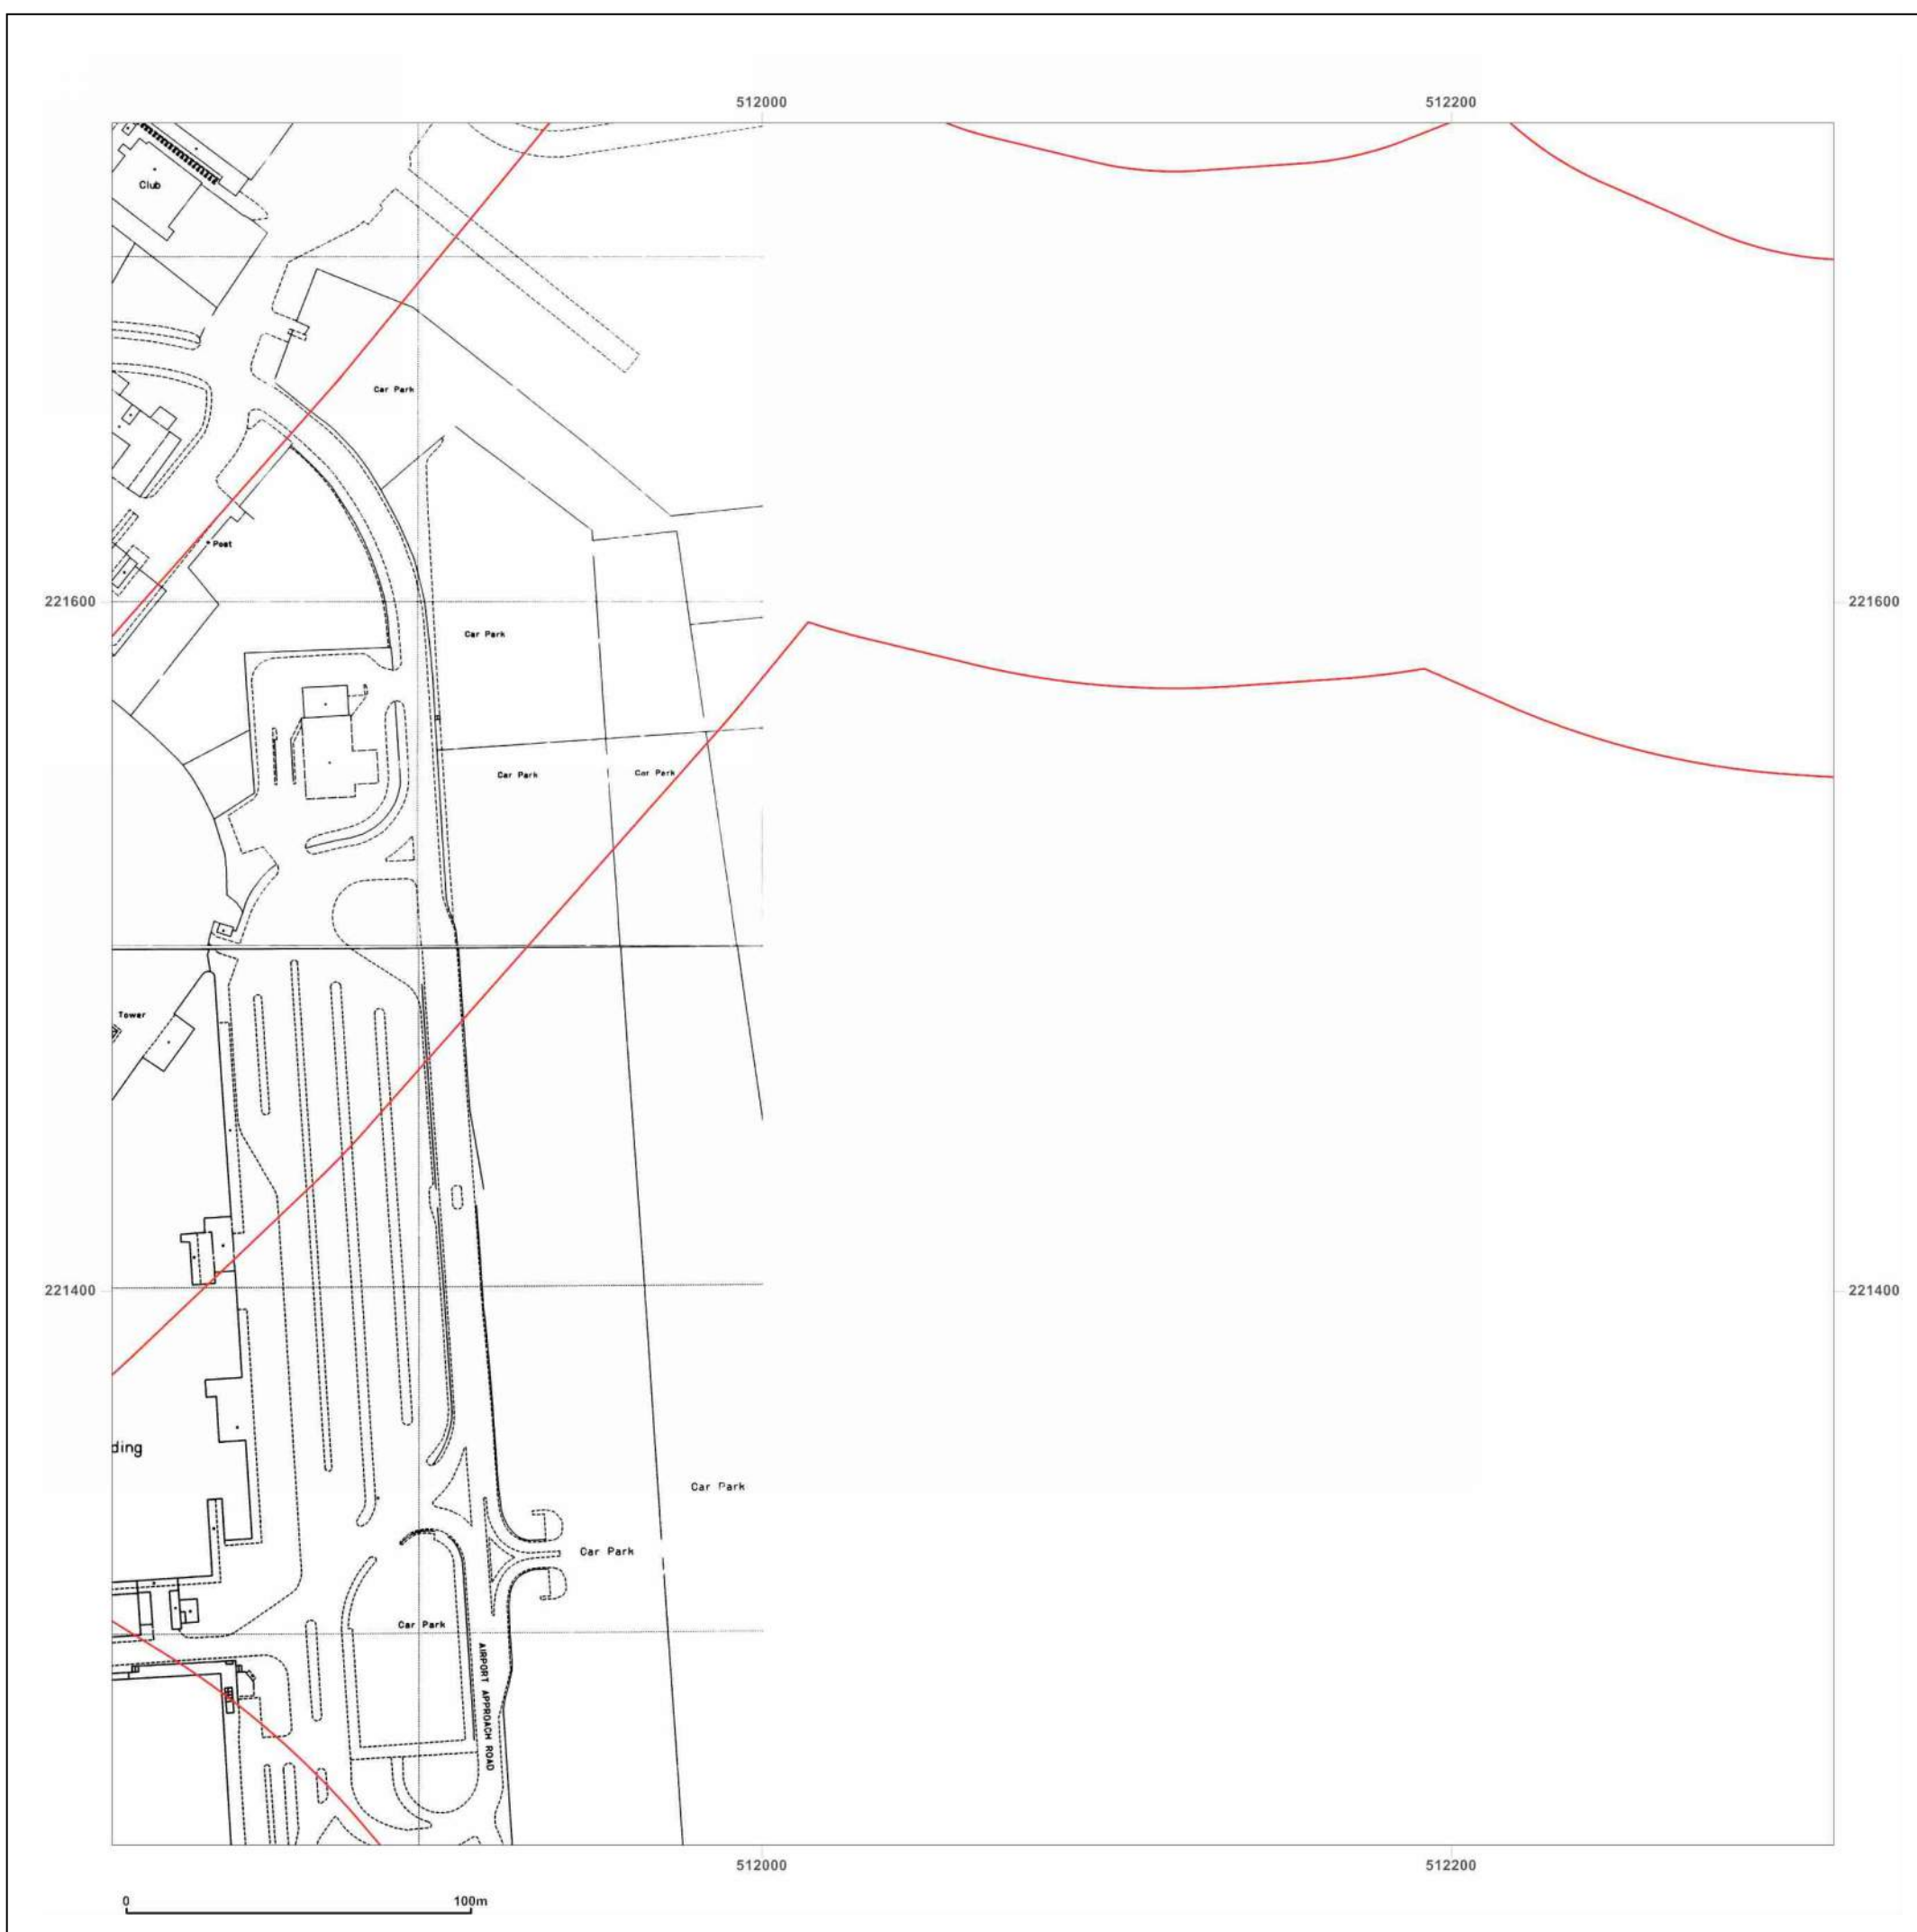 512000 512200
Club
Car Park
Post
221600 221600
Car Park
Car Park Car Park
Tower
221400 221400
ding
Car Park
Car Park
Car Park
AIRPORT APPROACH ROAD
512000 512200
0 100m